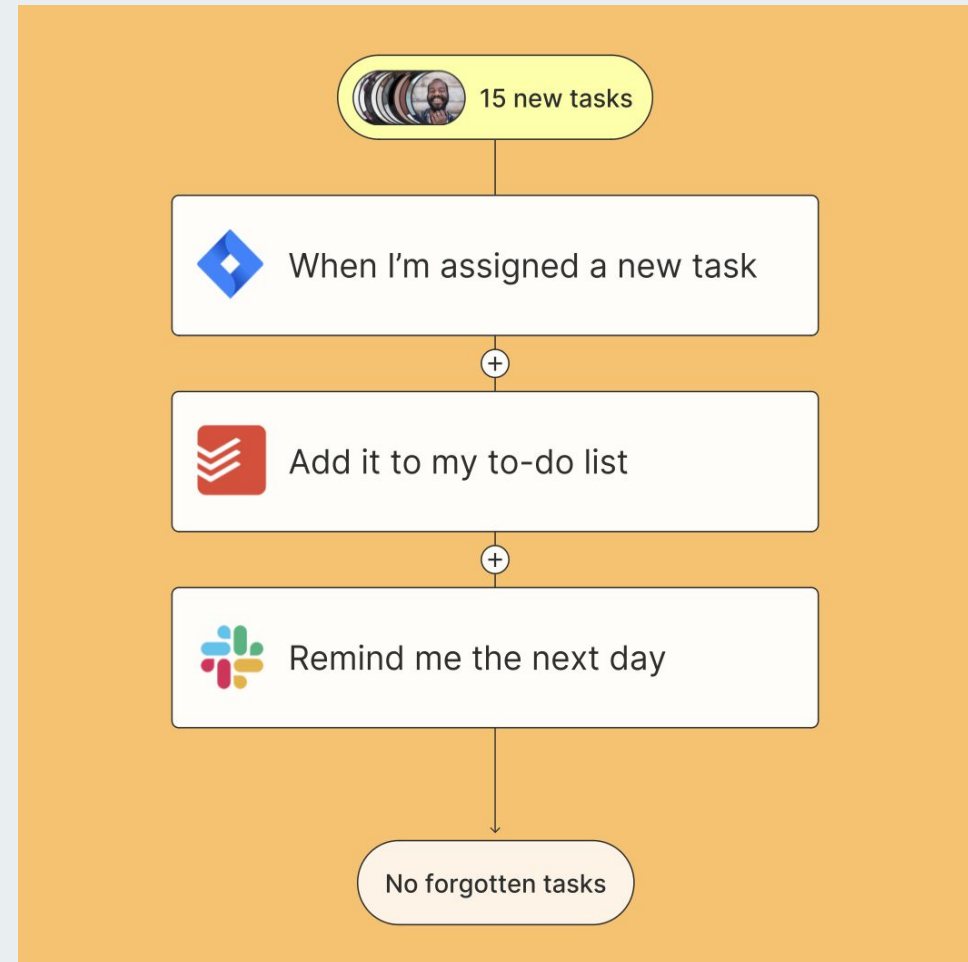 15 new tasks
When I’m assigned a new task
Add it to my to-do list
Remind me the next day
No forgotten tasks